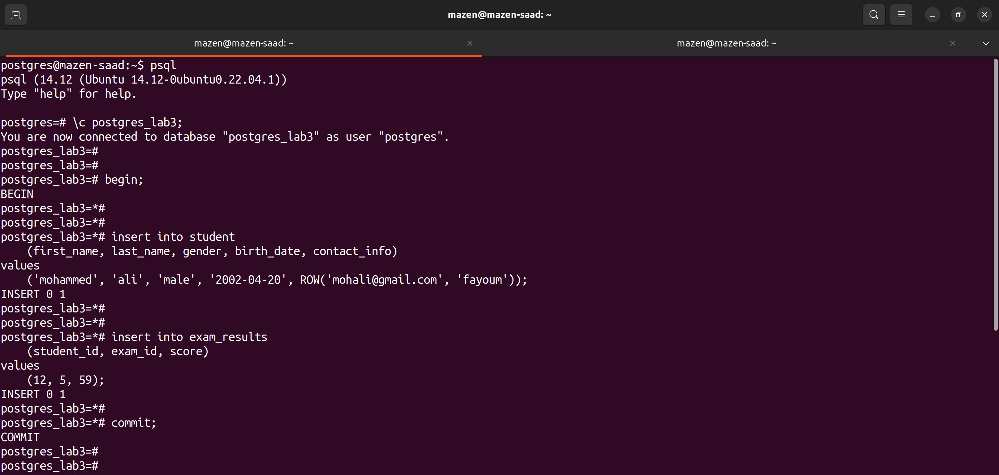 mazen@mazen-saad: ~
mazen@mazen-saad: ~
mazen@mazen-saad: ~
postgres@mazen-saad:~$ psql
psql (14.12 (Ubuntu 14.12-0ubuntu0.22.04.1))
Type "help" for help.
postgres=# \c postgres_lab3;
You are now connected to database "postgres_lab3" as user "postgres".
postgres_lab3=#
postgres_lab3=#
postgres_lab3=# begin;
BEGIN
postgres_lab3=*#
postgres_lab3=*#
postgres_lab3=*# insert into student
    (first_name, last_name, gender, birth_date, contact_info)
values
    ('mohammed', 'ali', 'male', '2002-04-20', ROW('mohali@gmail.com', 'fayoum'));
INSERT 0 1
postgres_lab3=*#
postgres_lab3=*#
postgres_lab3=*# insert into exam_results
    (student_id, exam_id, score)
values
    (12, 5, 59);
INSERT 0 1
postgres_lab3=*#
postgres_lab3=*# commit;
COMMIT
postgres_lab3=#
postgres_lab3=#